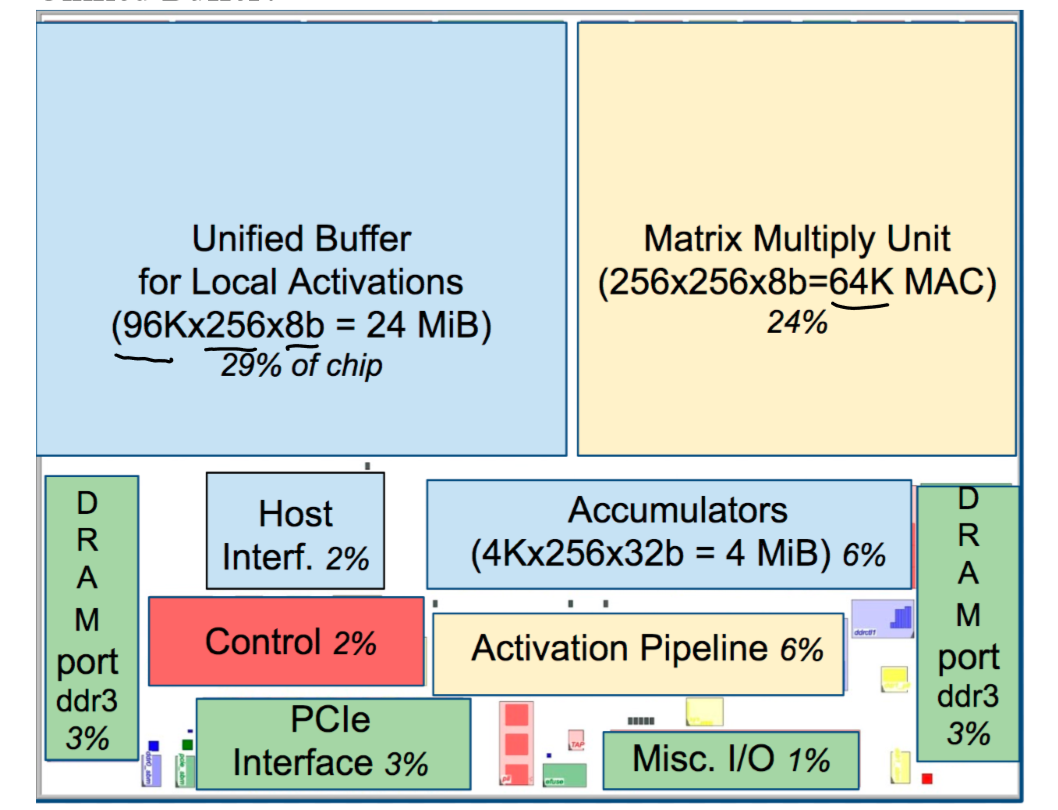 Unified Buffer
for Local Activations
(96Kx256x8b = 24 MiB)
29% of chip
Matrix Multiply Unit
(256x256x8b=64K MAC)
24%
D
R
A
M
port
ddr3
3%
Host
Interf. 2%
Accumulators
(4Kx256x32b = 4 MiB) 6%
D
R
A
M
port
ddr3
3%
Control 2%
Activation Pipeline 6%
PCIe
Interface 3%
TAP
Misc. I/O 1%